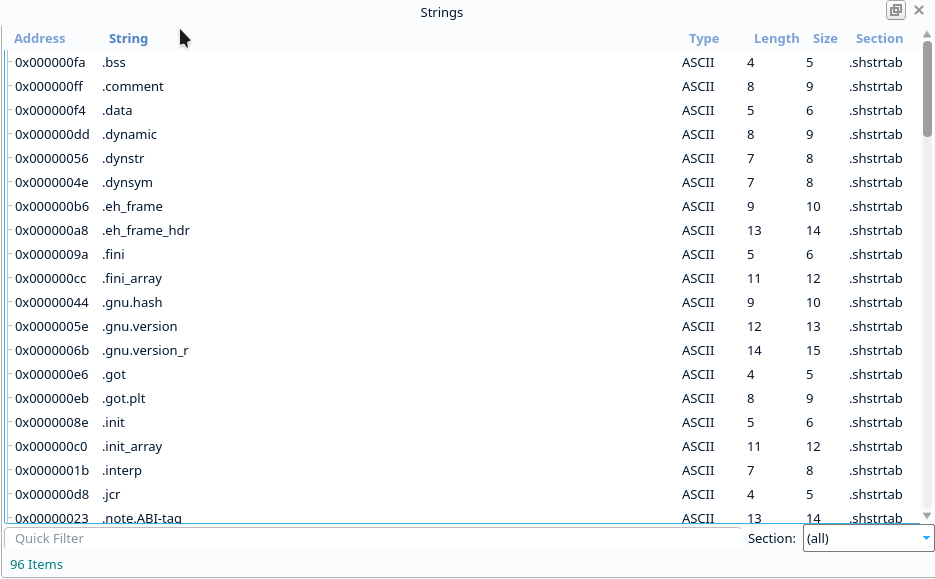 Strings
Address String Type Length Size Section
0x000000fa .bss ASCII 4 5 .shstrtab
0x000000ff .comment ASCII 8 9 .shstrtab
0x000000f4 .data ASCII 5 6 .shstrtab
0x000000dd .dynamic ASCII 8 9 .shstrtab
0x00000056 .dynstr ASCII 7 8 .shstrtab
0x0000004e .dynsym ASCII 7 8 .shstrtab
0x000000b6 .eh_frame ASCII 9 10 .shstrtab
0x000000a8 .eh_frame_hdr ASCII 13 14 .shstrtab
0x0000009a .fini ASCII 5 6 .shstrtab
0x000000cc .fini_array ASCII 11 12 .shstrtab
0x00000044 .gnu.hash ASCII 9 10 .shstrtab
0x0000005e .gnu.version ASCII 12 13 .shstrtab
0x0000006b .gnu.version_r ASCII 14 15 .shstrtab
0x000000e6 .got ASCII 4 5 .shstrtab
0x000000eb .got.plt ASCII 8 9 .shstrtab
0x0000008e .init ASCII 5 6 .shstrtab
0x000000c0 .init_array ASCII 11 12 .shstrtab
0x0000001b .interp ASCII 7 8 .shstrtab
0x000000d8 .jcr ASCII 4 5 .shstrtab
0x00000023 .note.ABI-tag ASCII 13 14 .shstrtab
Quick Filter Section: (all)
96 Items